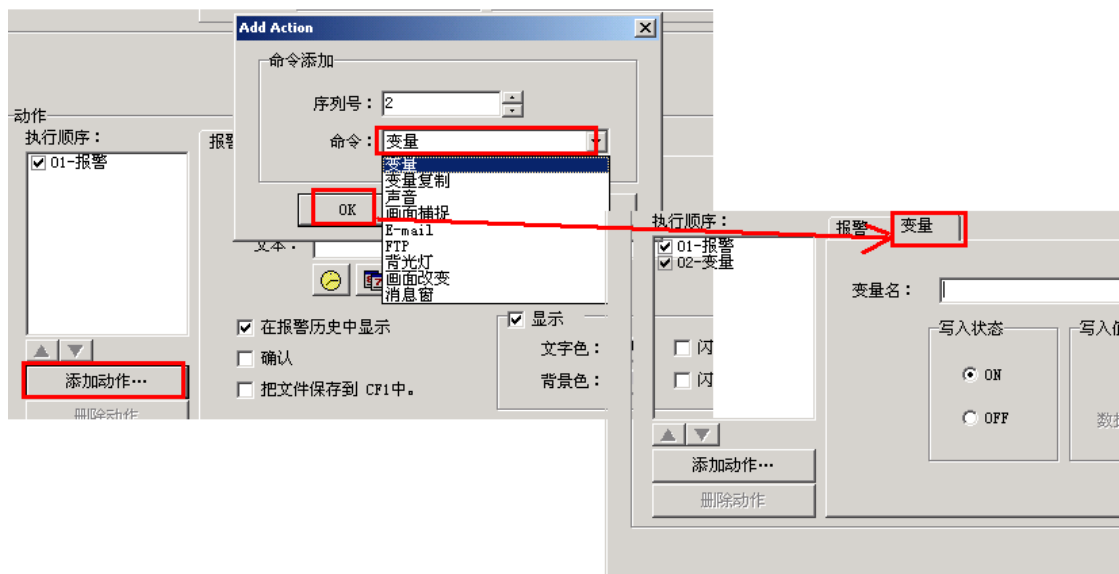 Add Action
命令添加
序列号：2
命令：变量
变量
变量复制
声音
画面捕捉
E-mail
FTP
背光灯
画面改变
消息窗
OK
动作
执行顺序：
报警
01-报警
文本：
在报警历史中显示
确认
把文件保存到 CF1中。
显示
文字色：
背景色：
添加动作…
删除动作
执行顺序：
01-报警
02-变量
报警
变量
变量名：
写入状态
ON
OFF
写入值
闪
闪
数据
添加动作…
删除动作